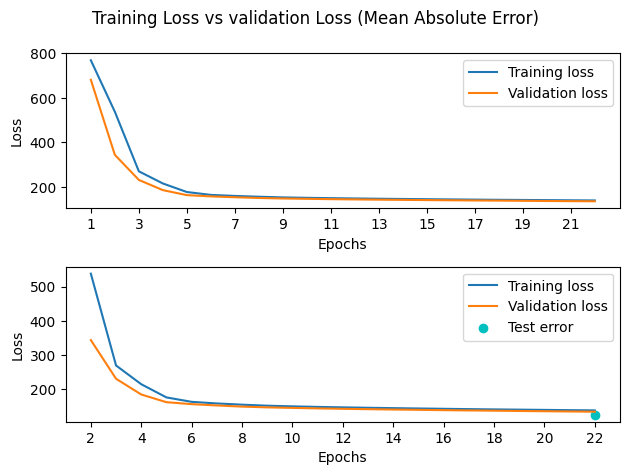 Training Loss vs validation Loss (Mean Absolute Error)
800
600
400
200
Loss
Training loss
Validation loss
1 3 5 7 9 11 13 15 17 19 21
Epochs
500
400
300
200
Loss
Training loss
Validation loss
Test error
2 4 6 8 10 12 14 16 18 20 22
Epochs